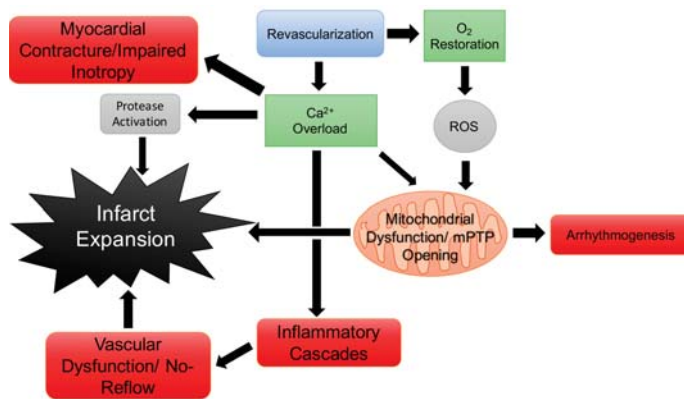 Myocardial
Contracture/Impaired
Inotropy
Revascularization
O₂
Restoration
Protease
Activation
Ca²⁺
Overload
ROS
Infarct
Expansion
Mitochondrial
Dysfunction/ mPTP
Opening
Arrhythmogenesis
Vascular
Dysfunction/ No-
Reflow
Inflammatory
Cascades